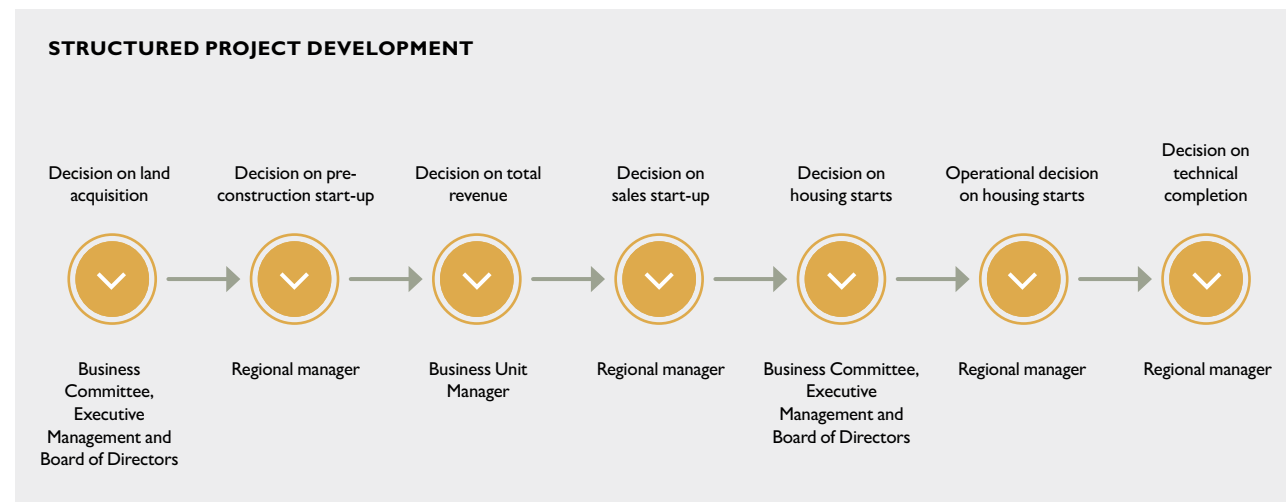 STRUCTURED PROJECT DEVELOPMENT
Decision on land
acquisition
Decision on pre-
construction start-up
Decision on total
revenue
Decision on
sales start-up
Decision on
housing starts
Operational decision
on housing starts
Decision on
technical
completion
Business
Committee,
Executive
Management and
Board of Directors
Regional manager
Business Unit
Manager
Regional manager
Business Committee,
Executive
Management and
Board of Directors
Regional manager
Regional manager